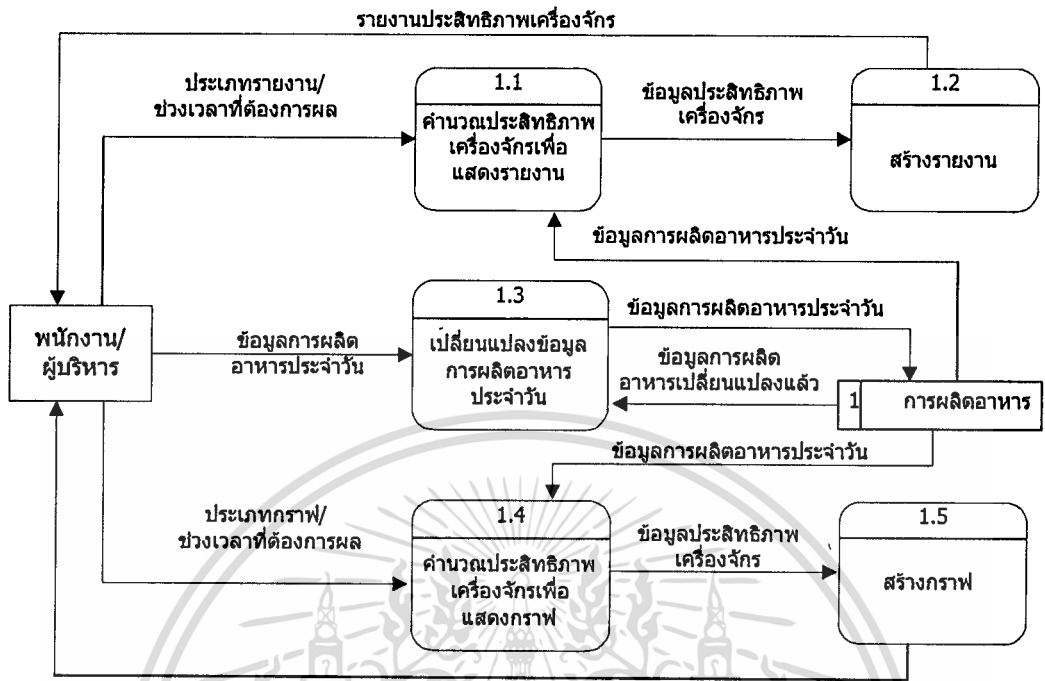 รายงานประสิทธิภาพเครื่องจักร
ประเภทรายงาน/
ช่วงเวลาที่ต้องการผล
1.1
คำนวณประสิทธิภาพ
เครื่องจักรเพื่อ
แสดงรายงาน
ข้อมูลประสิทธิภาพ
เครื่องจักร
1.2
สร้างรายงาน
ข้อมูลการผลิตอาหารประจำวัน
พนักงาน/
ผู้บริหาร
ข้อมูลการผลิต
อาหารประจำวัน
1.3
เปลี่ยนแปลงข้อมูล
การผลิตอาหาร
ประจำวัน
ข้อมูลการผลิตอาหารประจำวัน
ข้อมูลการผลิต
อาหารเปลี่ยนแปลงแล้ว
1 การผลิตอาหาร
ข้อมูลการผลิตอาหารประจำวัน
ประเภทกราฟ/
ช่วงเวลาที่ต้องการผล
1.4
คำนวณประสิทธิภาพ
เครื่องจักรเพื่อ
แสดงกราฟ
ข้อมูลประสิทธิภาพ
เครื่องจักร
1.5
สร้างกราฟ